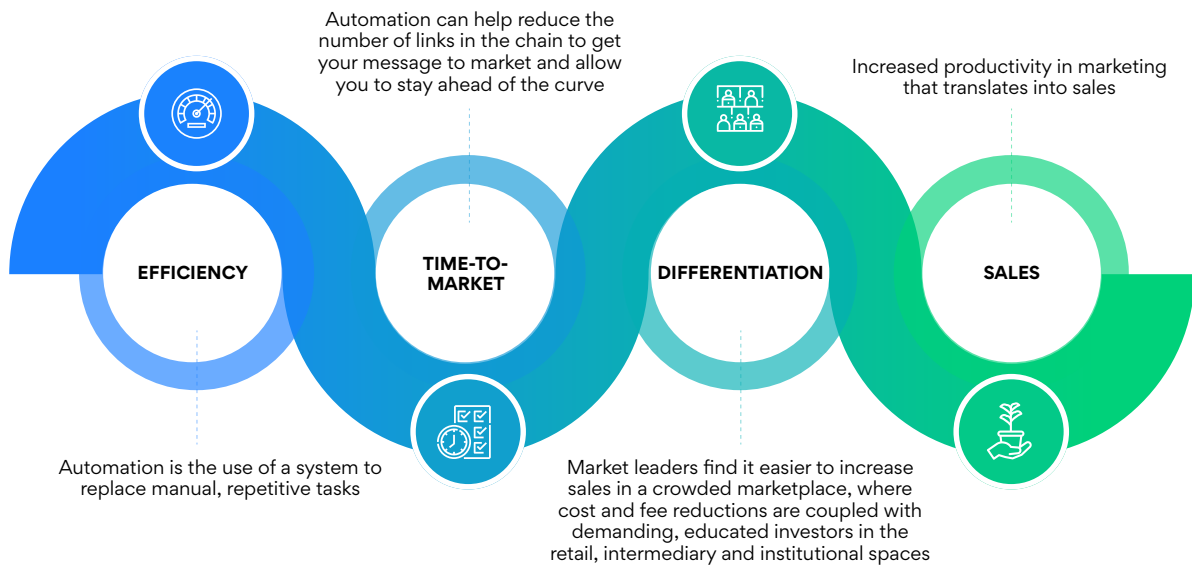 Automation can help reduce the
number of links in the chain to get
your message to market and allow
you to stay ahead of the curve
Increased productivity in marketing
that translates into sales
EFFICIENCY
TIME-TO-
MARKET
DIFFERENTIATION
SALES
Automation is the use of a system to
replace manual, repetitive tasks
Market leaders find it easier to increase
sales in a crowded marketplace, where
cost and fee reductions are coupled with
demanding, educated investors in the
retail, intermediary and institutional spaces